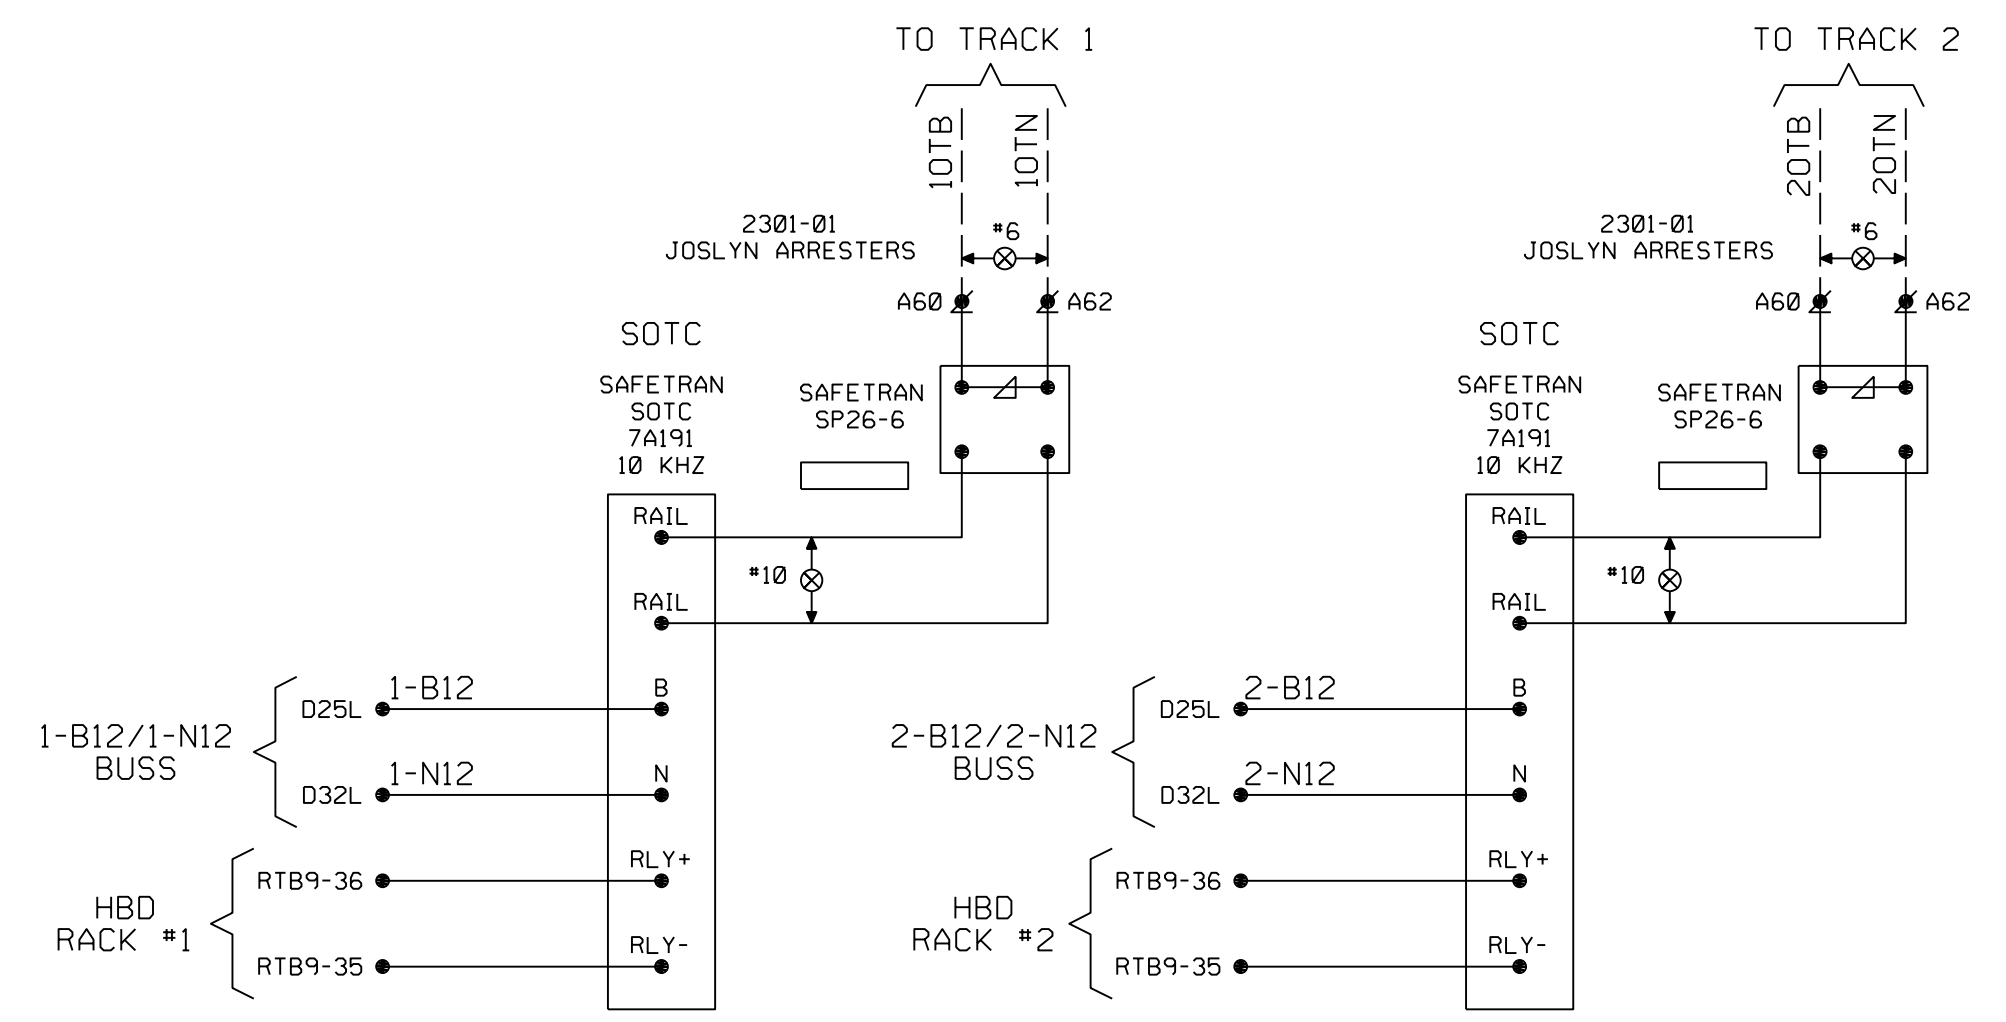 TO TRACK 1
1OTB
1OTN
2301-01
JOSLYN ARRESTERS
#6
A60
A62
SOTC
SAFETRAN
SOTC
7A191
10 KHZ
SAFETRAN
SP26-6
RAIL
#10
RAIL
1-B12/1-N12
BUSS
D25L
1-B12
B
D32L
1-N12
N
HBD
RACK #1
RTB9-36
RLY+
RTB9-35
RLY-
TO TRACK 2
2OTB
2OTN
2301-01
JOSLYN ARRESTERS
#6
A60
A62
SOTC
SAFETRAN
SOTC
7A191
10 KHZ
SAFETRAN
SP26-6
RAIL
#10
RAIL
2-B12/2-N12
BUSS
D25L
2-B12
B
D32L
2-N12
N
HBD
RACK #2
RTB9-36
RLY+
RTB9-35
RLY-